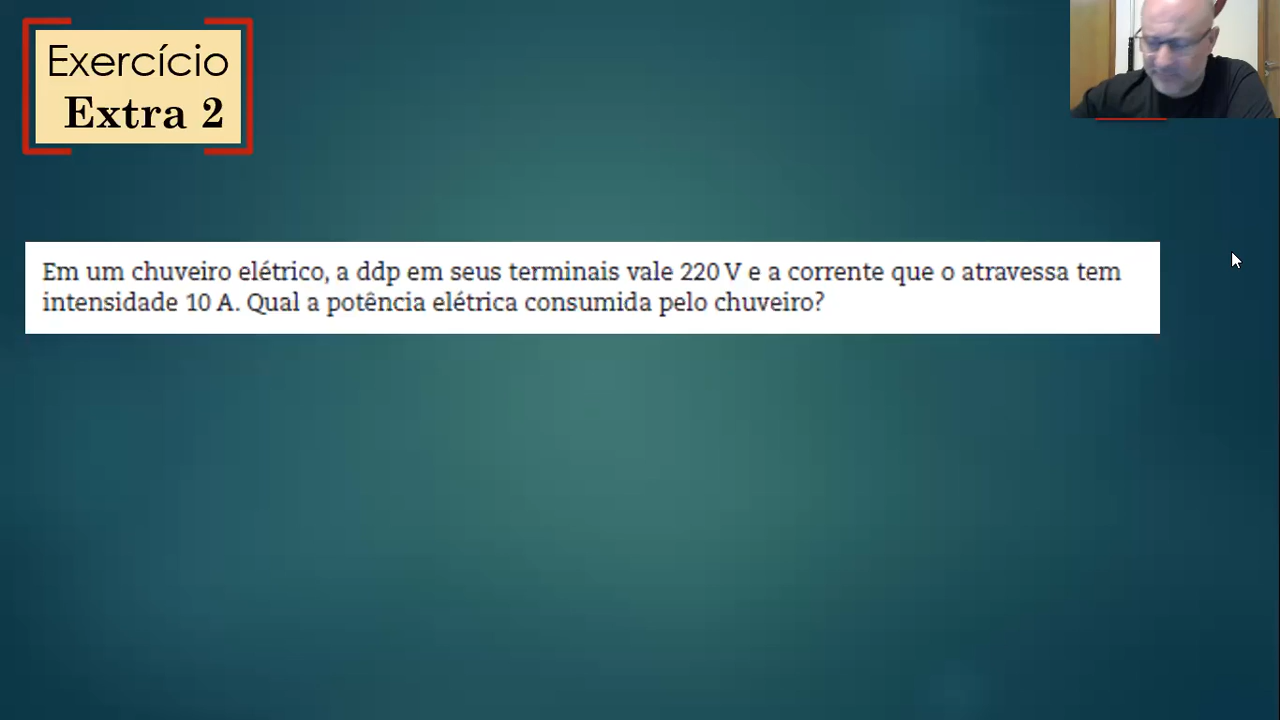 Exercício
Extra 2
Em um chuveiro elétrico, a ddp em seus terminais vale 220 V e a corrente que o atravessa tem
intensidade 10 A. Qual a potência elétrica consumida pelo chuveiro?